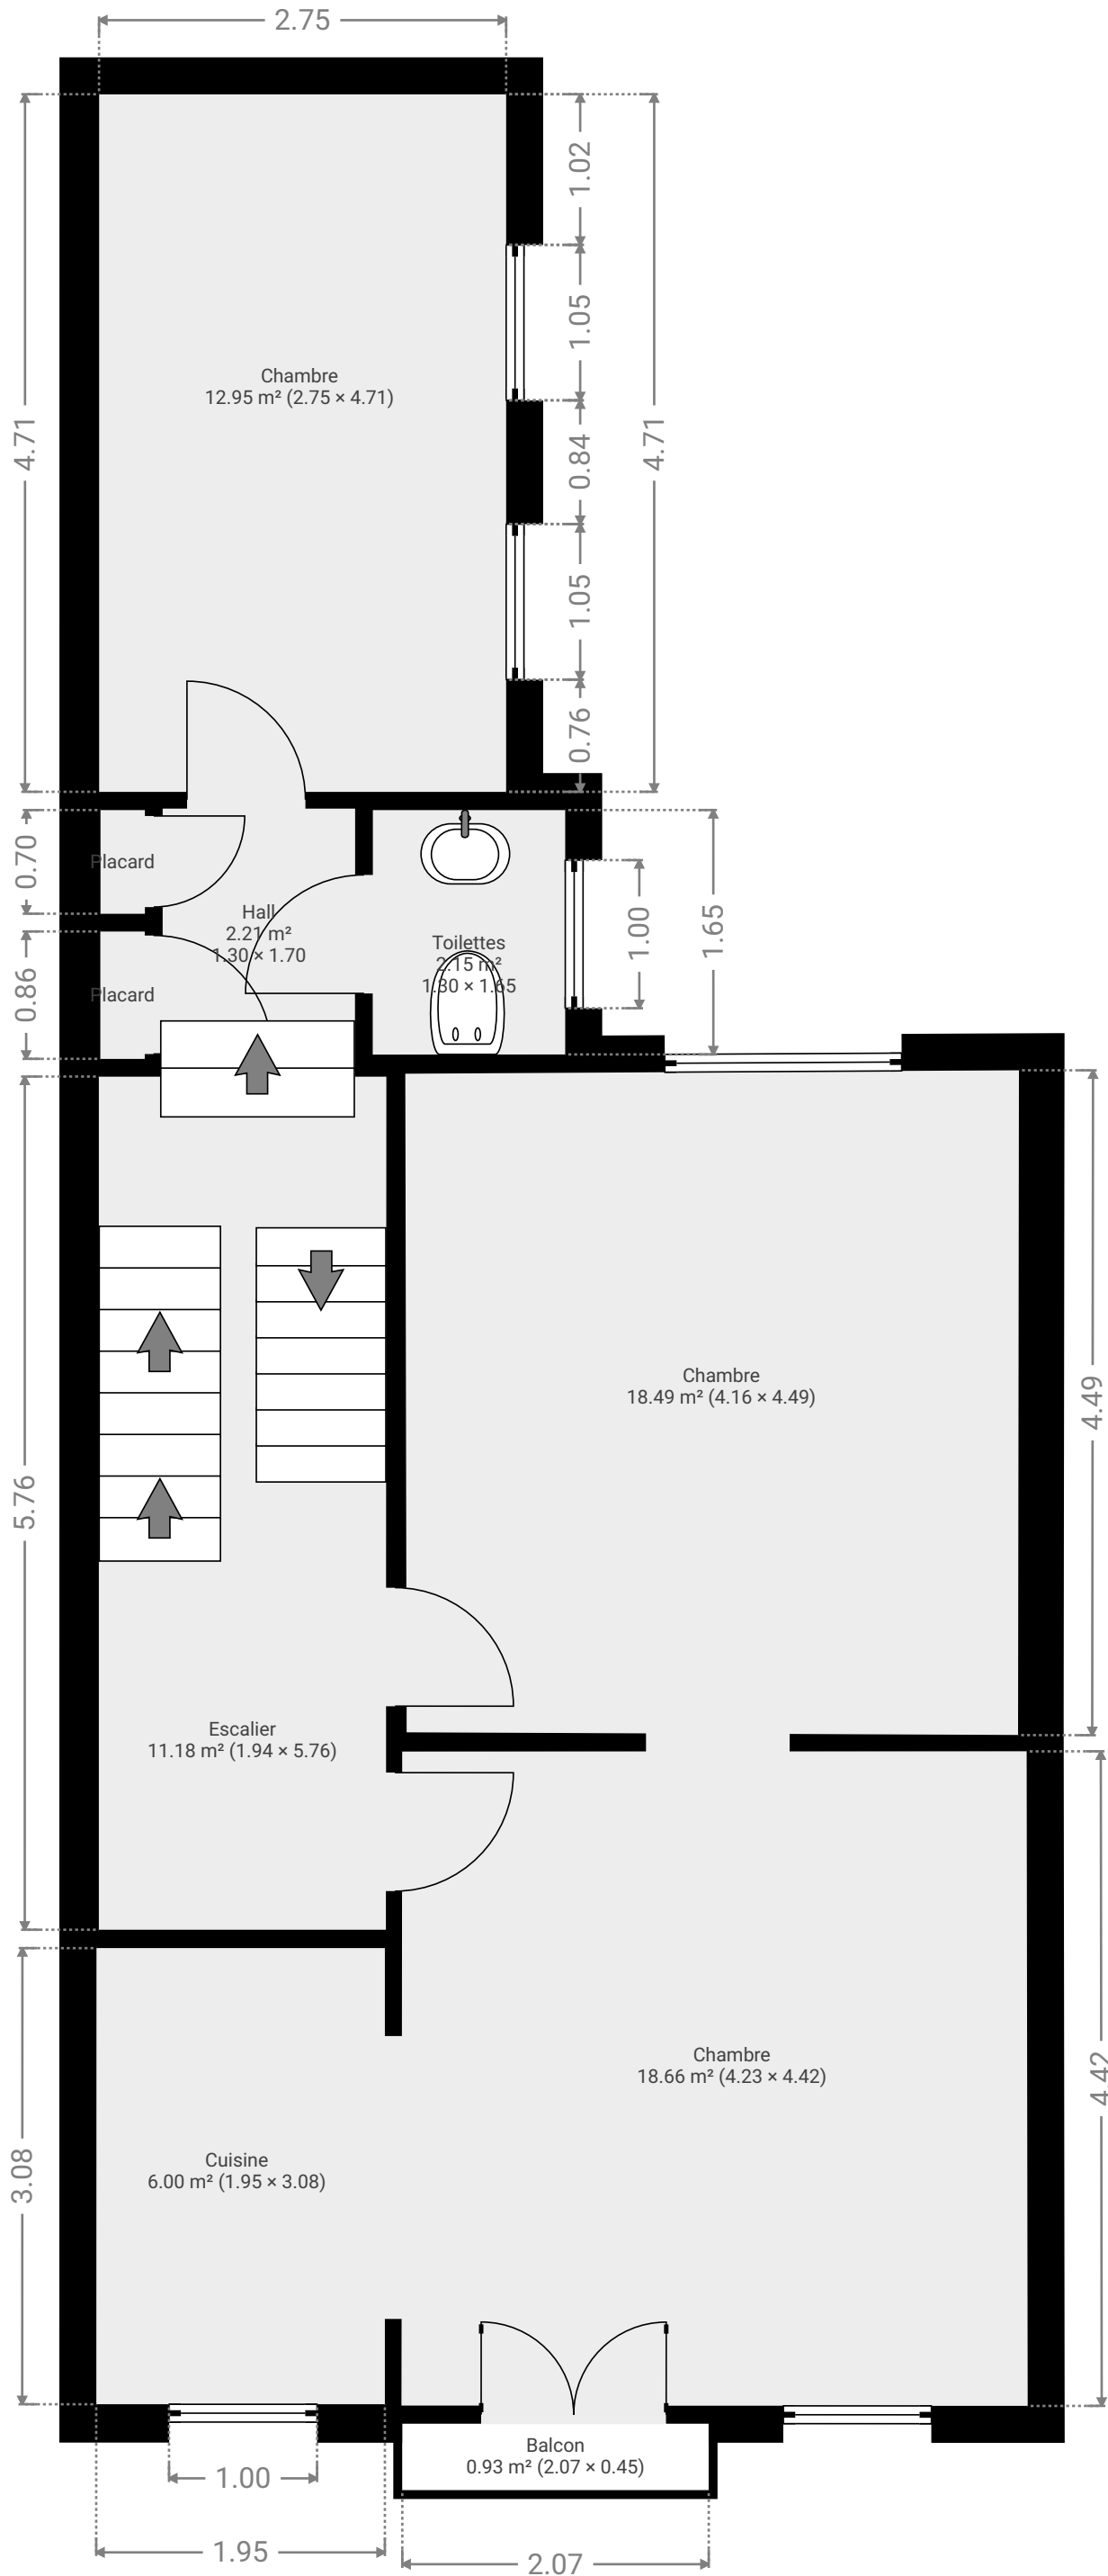 2.75
1.02
1.05
Chambre
12.95 m² (2.75 × 4.71)
4.71
0.84
4.71
1.05
0.76
0.70
Placard
Hall
2.21 m²
1.30 × 1.70
Toilettes
2.15 m²
1.30 × 1.65
1.00
1.65
0.86
Placard
Chambre
18.49 m² (4.16 × 4.49)
4.49
5.76
Escalier
11.18 m² (1.94 × 5.76)
Chambre
18.66 m² (4.23 × 4.42)
4.42
Cuisine
6.00 m² (1.95 × 3.08)
3.08
Balcon
0.93 m² (2.07 × 0.45)
1.00
1.95
2.07